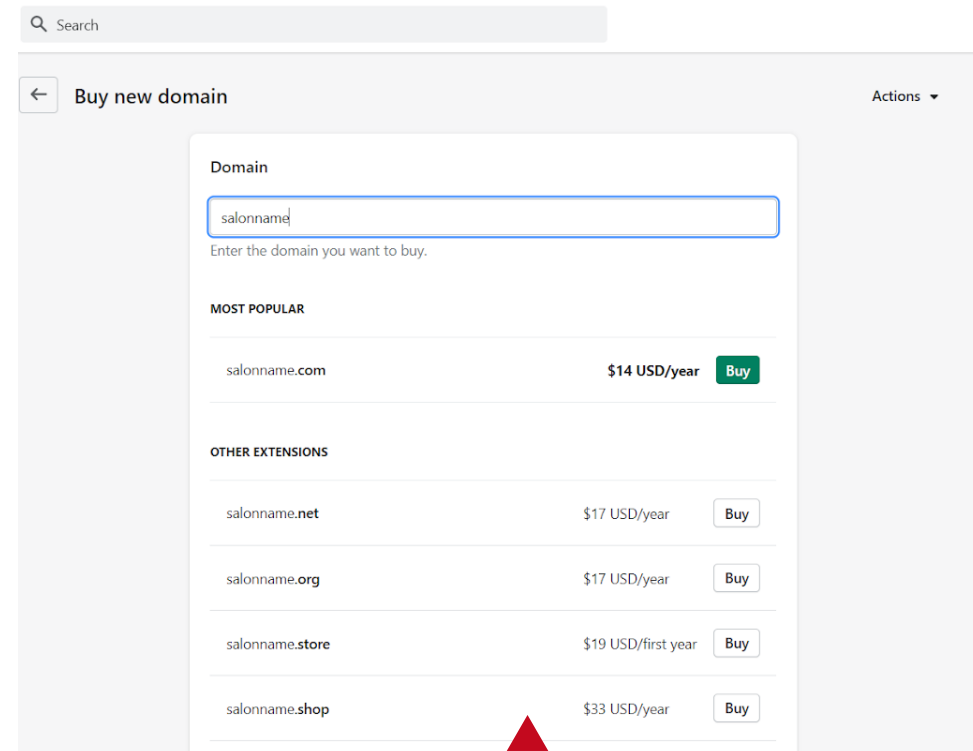 Search
Buy new domain
Actions
Domain
salonname
Enter the domain you want to buy.
MOST POPULAR
salonname.com $14 USD/year Buy
OTHER EXTENSIONS
salonname.net $17 USD/year Buy
salonname.org $17 USD/year Buy
salonname.store $19 USD/first year Buy
salonname.shop $33 USD/year Buy